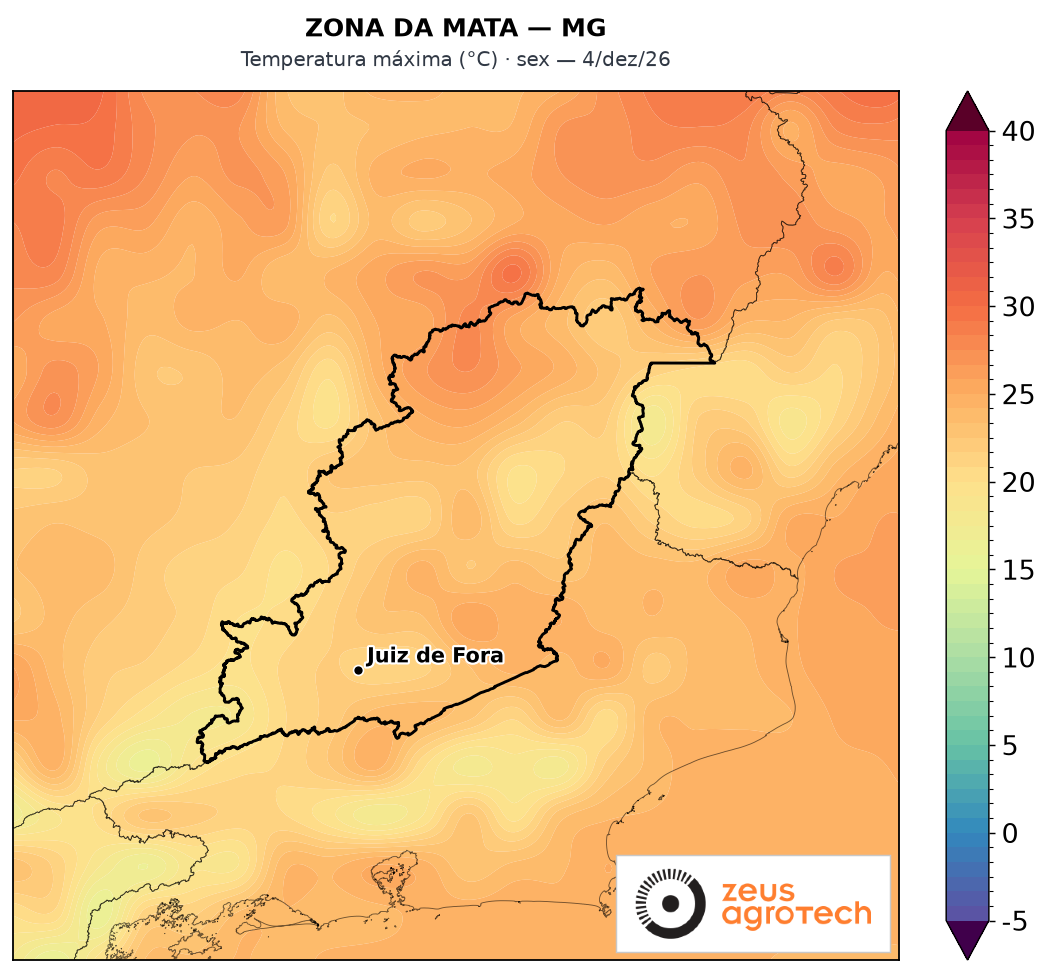 ZONA DA MATA — MG
Temperatura máxima (°C) · sex — 4/dez/26
40
35
30
25
20
15
10
5
0
-5
Juiz de Fora
zeus
agrotech